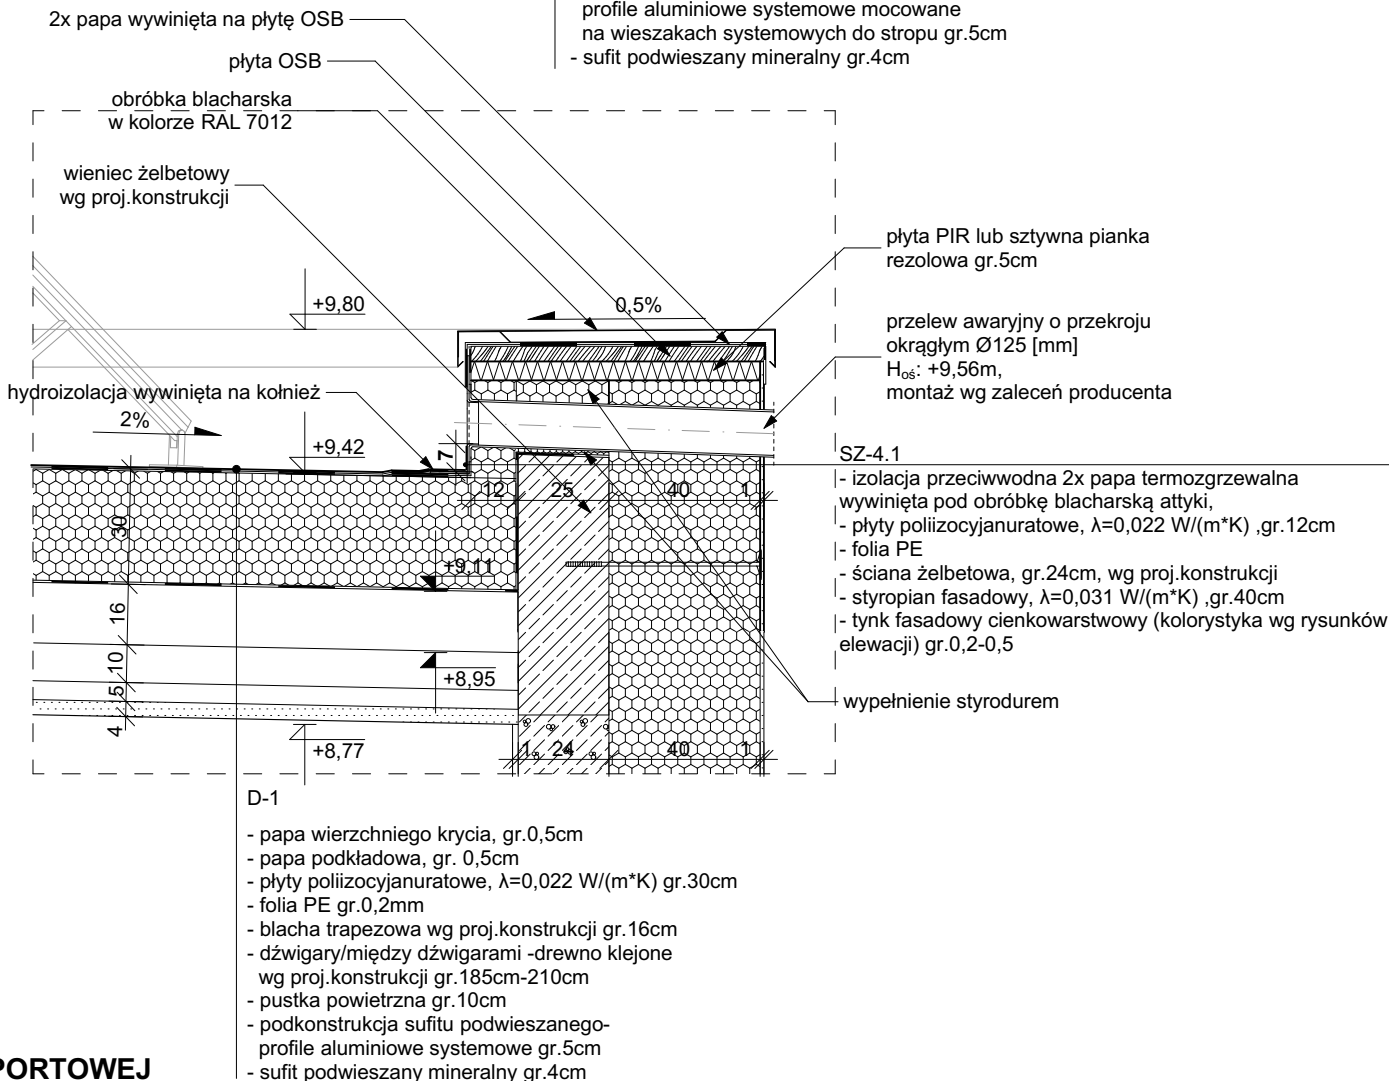 profile aluminiowe systemowe mocowane
na wieszakach systemowych do stropu gr.5cm
- sufit podwieszany mineralny gr.4cm
2x papa wywinięta na płytę OSB
płyta OSB
obróbka blacharska
w kolorze RAL 7012
wieniec żelbetowy
wg proj.konstrukcji
płyta PIR lub sztywna pianka
rezolowa gr.5cm
+9,80
0,5%
przelew awaryjny o przekroju
okrągłym Ø125 [mm]
Hoś: +9,56m,
montaż wg zaleceń producenta
hydroizolacja wywinięta na kołnież
2%
+9,42
7
SZ-4.1
- izolacja przeciwwodna 2x papa termozgrzewalna
wywinięta pod obróbkę blacharską attyki,
- płyty poliizocyjanuratowe, λ=0,022 W/(m*K) ,gr.12cm
- folia PE
- ściana żelbetowa, gr.24cm, wg proj.konstrukcji
- styropian fasadowy, λ=0,031 W/(m*K) ,gr.40cm
- tynk fasadowy cienkowarstwowy (kolorystyka wg rysunków
elewacji) gr.0,2-0,5
12 25 40 1
30
+9,11
16
10
+8,95
5
4
wypełnienie styrodurem
+8,77
1 24 40 1
D-1
- papa wierzchniego krycia, gr.0,5cm
- papa podkładowa, gr. 0,5cm
- płyty poliizocyjanuratowe, λ=0,022 W/(m*K) gr.30cm
- folia PE gr.0,2mm
- blacha trapezowa wg proj.konstrukcji gr.16cm
- dźwigary/między dźwigarami -drewno klejone
wg proj.konstrukcji gr.185cm-210cm
- pustka powietrzna gr.10cm
- podkonstrukcja sufitu podwieszanego-
profile aluminiowe systemowe gr.5cm
- sufit podwieszany mineralny gr.4cm
PORTOWEJ